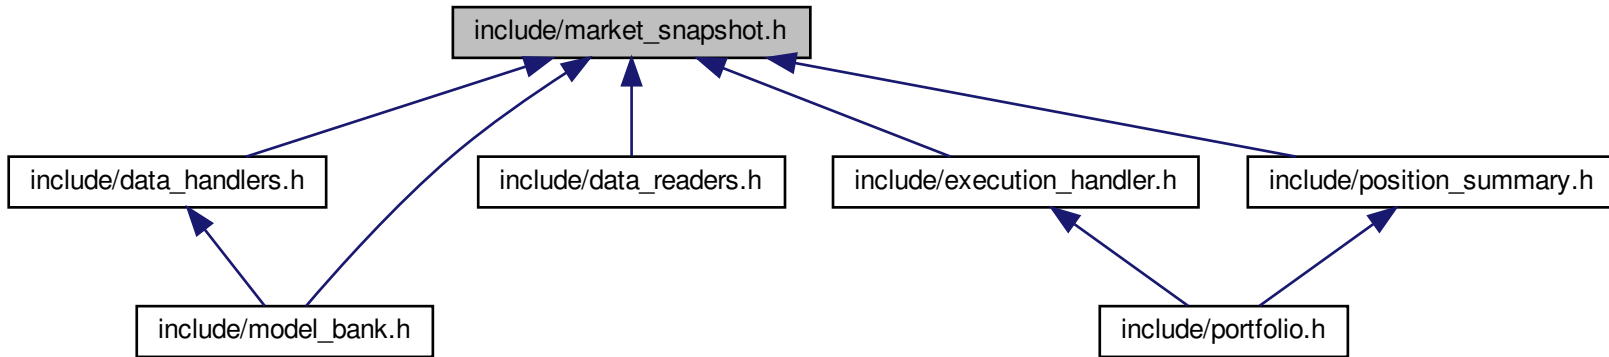 include/market_snapshot.h
include/data_handlers.h
include/data_readers.h
include/execution_handler.h
include/position_summary.h
include/model_bank.h
include/portfolio.h